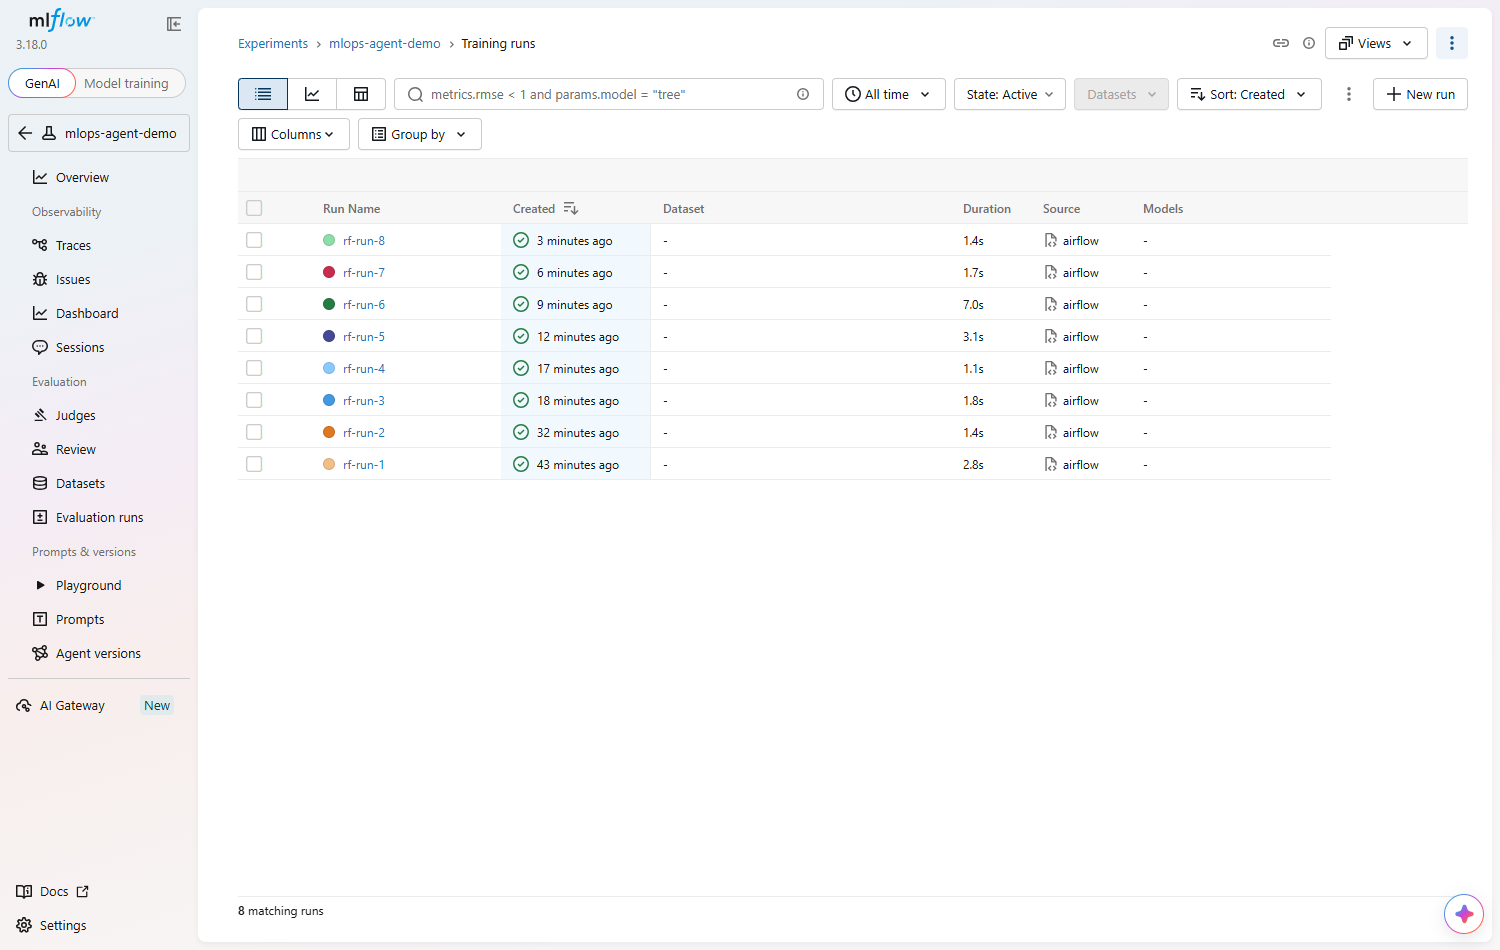 mlflow
3.18.0
GenAI Model training
mlops-agent-demo
Overview
Observability
Traces
Issues
Dashboard
Sessions
Evaluation
Judges
Review
Datasets
Evaluation runs
Prompts & versions
Playground
Prompts
Agent versions
AI Gateway New
Docs
Settings
Experiments › mlops-agent-demo › Training runs
Views
metrics.rmse < 1 and params.model = "tree"
All time
State: Active
Datasets
Sort: Created
New run
Columns
Group by
Run Name Created Dataset Duration Source Models
rf-run-8 3 minutes ago - 1.4s airflow -
rf-run-7 6 minutes ago - 1.7s airflow -
rf-run-6 9 minutes ago - 7.0s airflow -
rf-run-5 12 minutes ago - 3.1s airflow -
rf-run-4 17 minutes ago - 1.1s airflow -
rf-run-3 18 minutes ago - 1.8s airflow -
rf-run-2 32 minutes ago - 1.4s airflow -
rf-run-1 43 minutes ago - 2.8s airflow -
8 matching runs